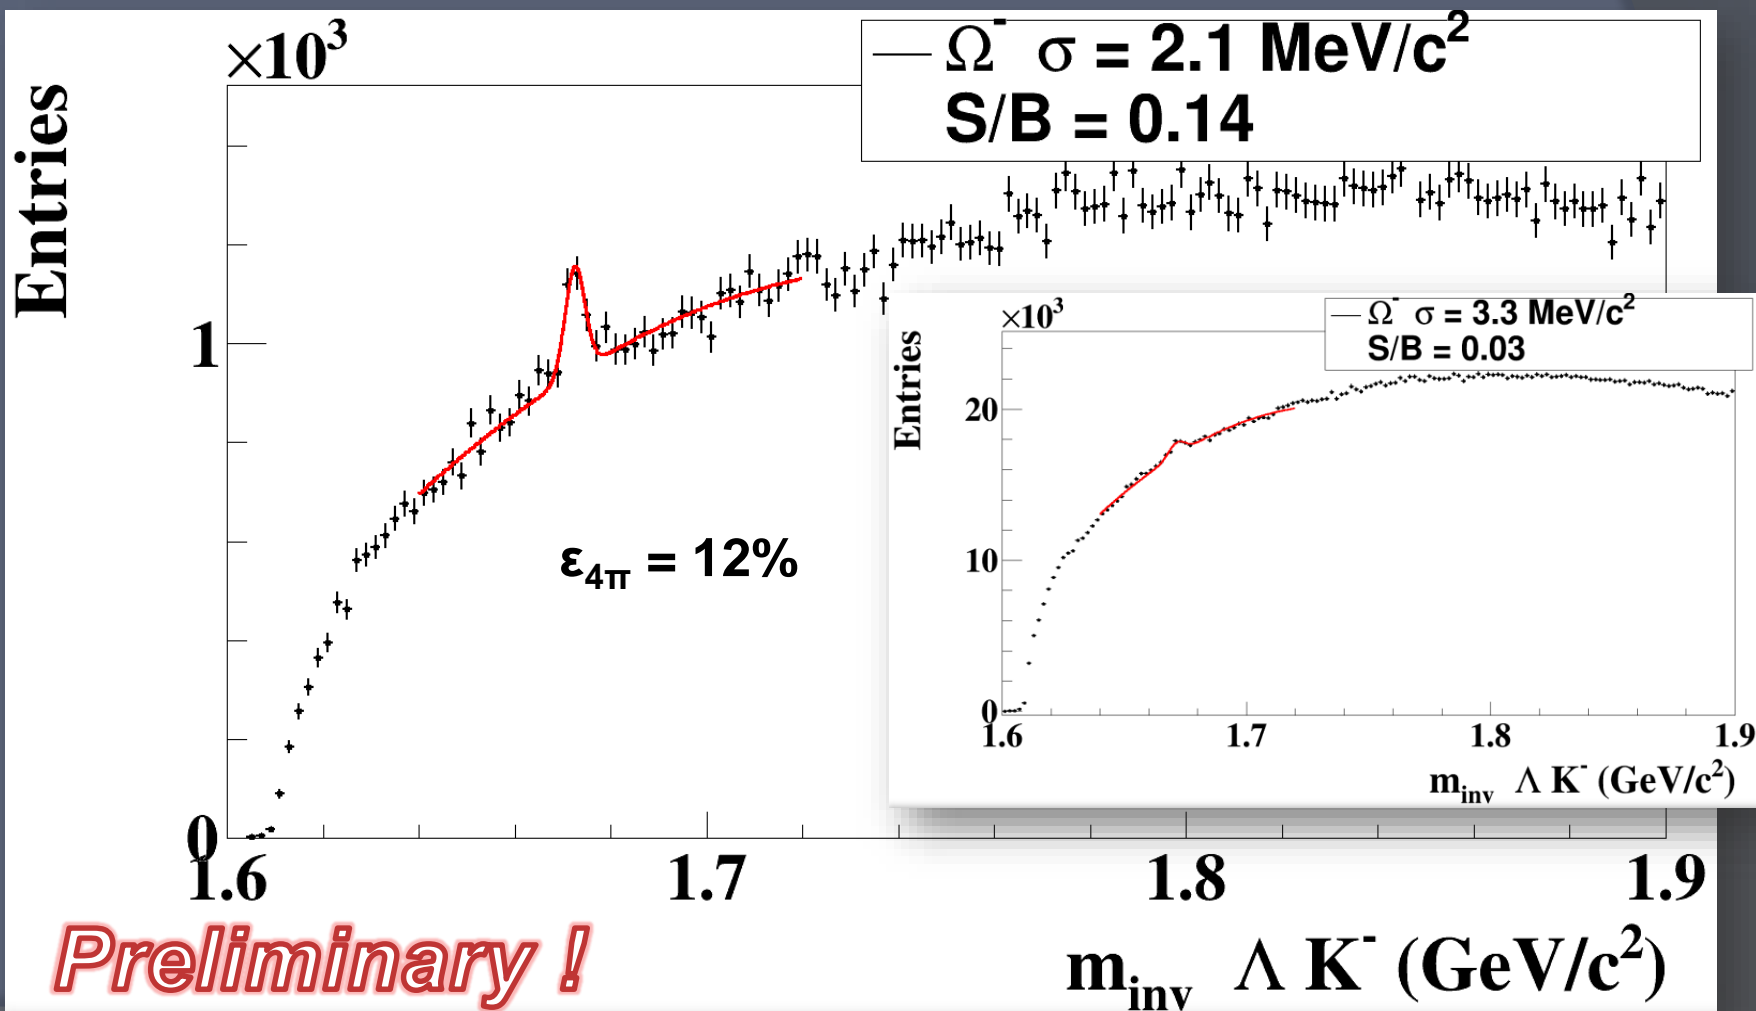 ×10³
Entries
Ω⁻ σ = 2.1 MeV/c²
S/B = 0.14
1
0
ε4π = 12%
1.6 1.7 1.8 1.9
m_inv Λ K⁻ (GeV/c²)
Preliminary !
×10³
Entries
Ω⁻ σ = 3.3 MeV/c²
S/B = 0.03
20
10
0
1.6 1.7 1.8 1.9
m_inv Λ K⁻ (GeV/c²)